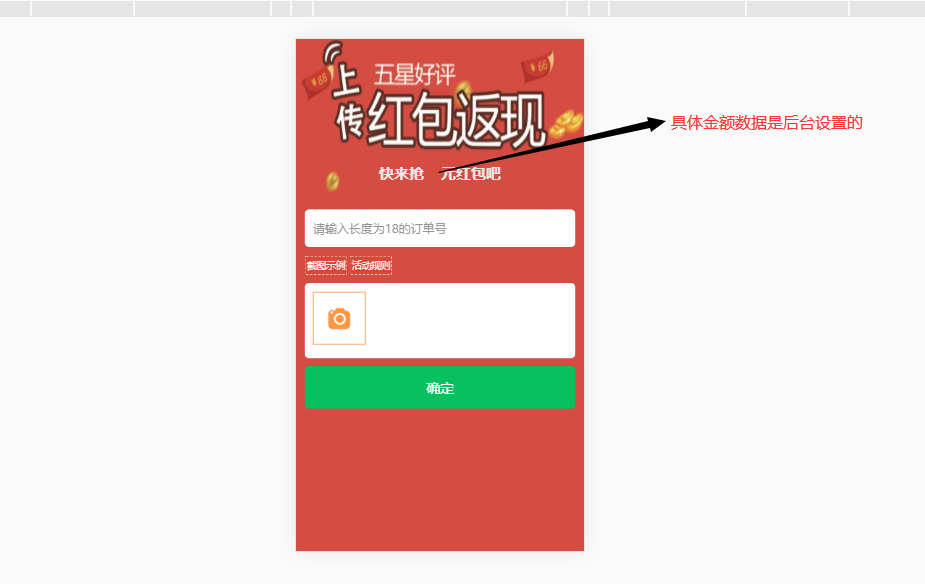 ¥88
¥66
五星好评
上传
红包返现
具体金额数据是后台设置的
快来抢 元红包吧
请输入长度为18的订单号
截图示例 活动规则
确定